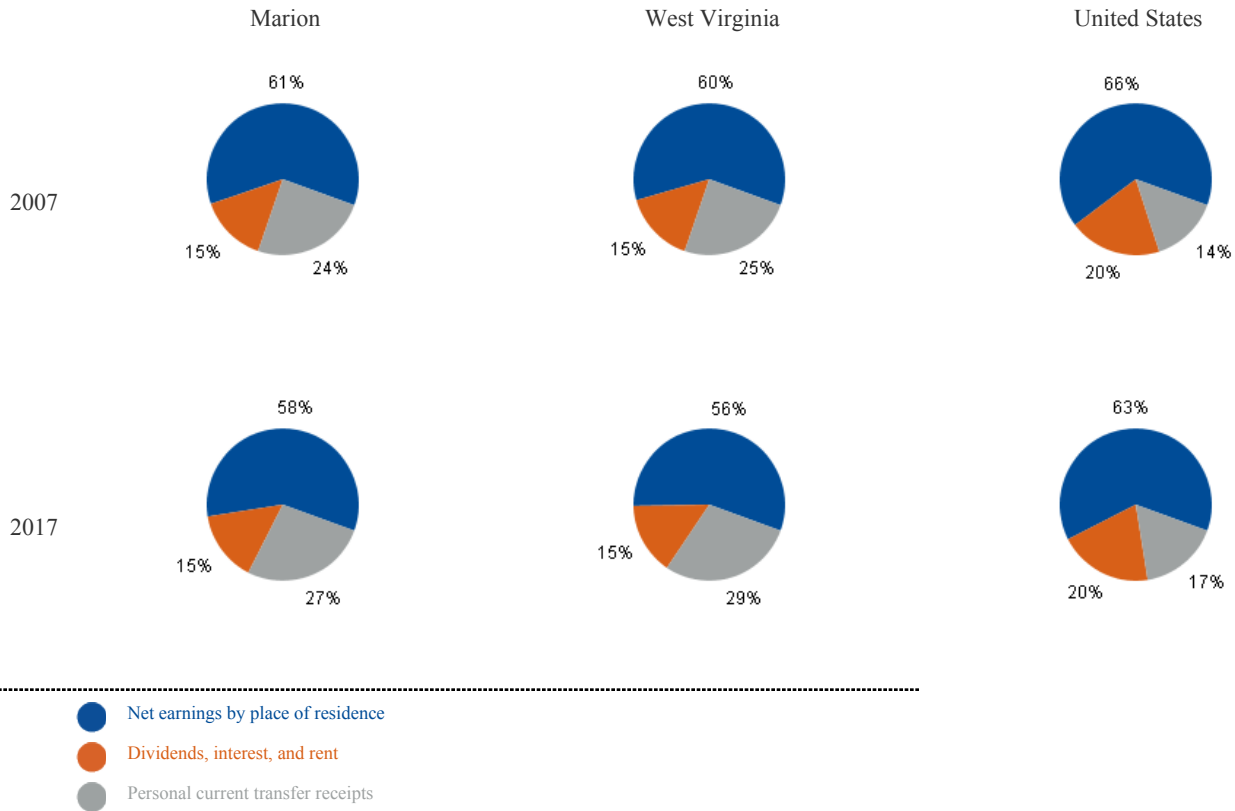 Marion West Virginia United States
61% 60% 66%
2007
15% 24% 15% 25% 20% 14%
58% 56% 63%
2017
15% 27% 15% 29% 20% 17%
Net earnings by place of residence
Dividends, interest, and rent
Personal current transfer receipts